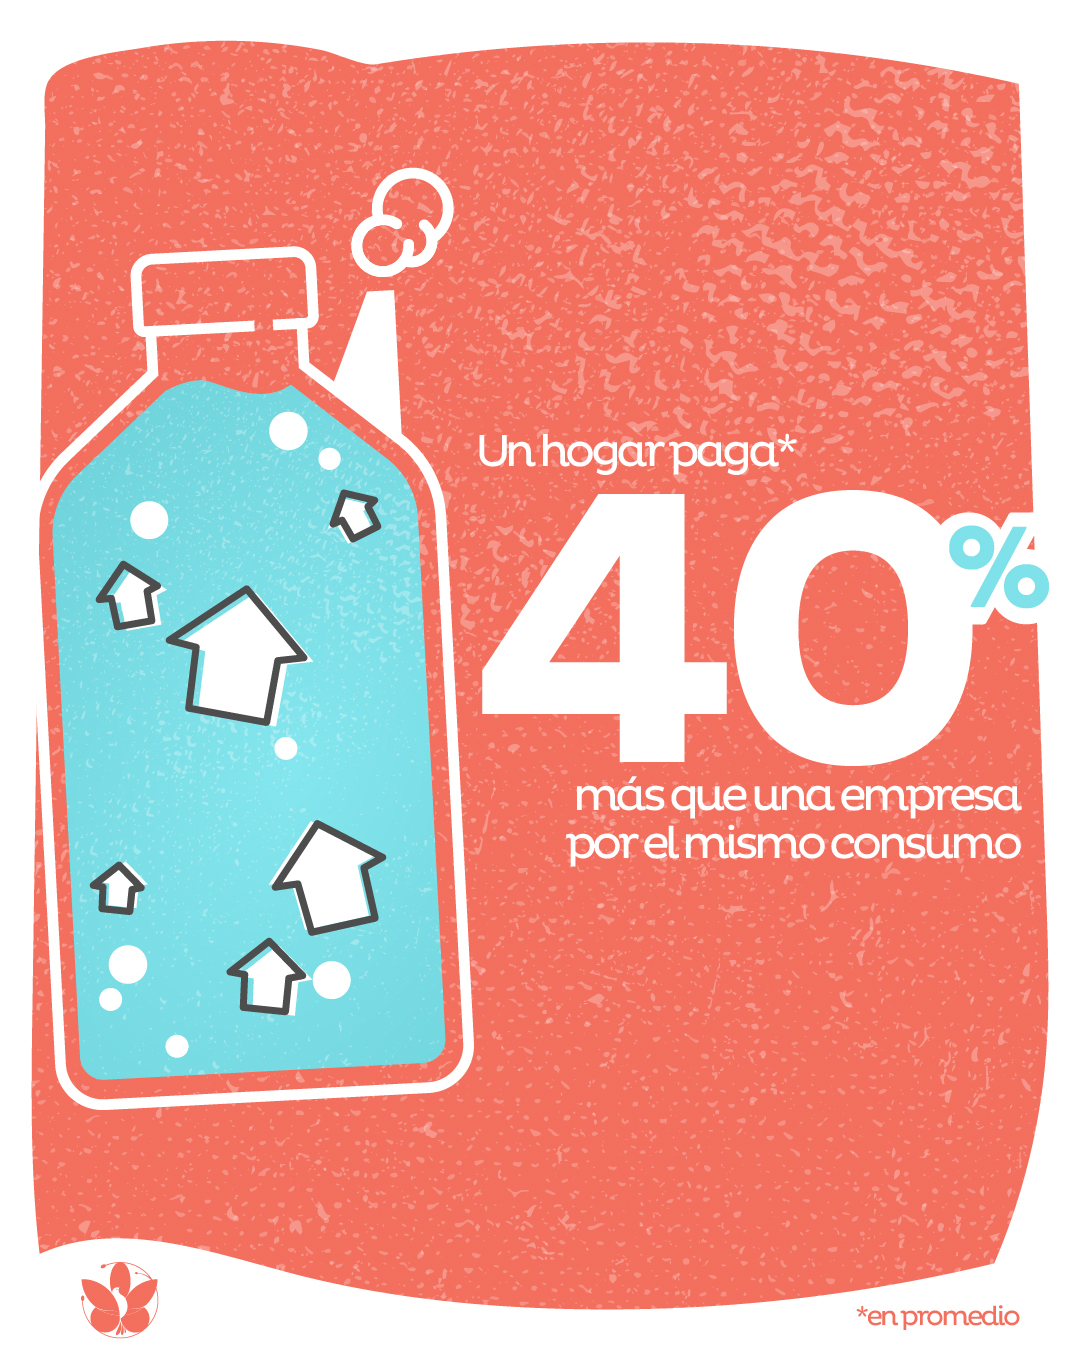 Un hogar paga*
40%
más que una empresa
por el mismo consumo
*en promedio